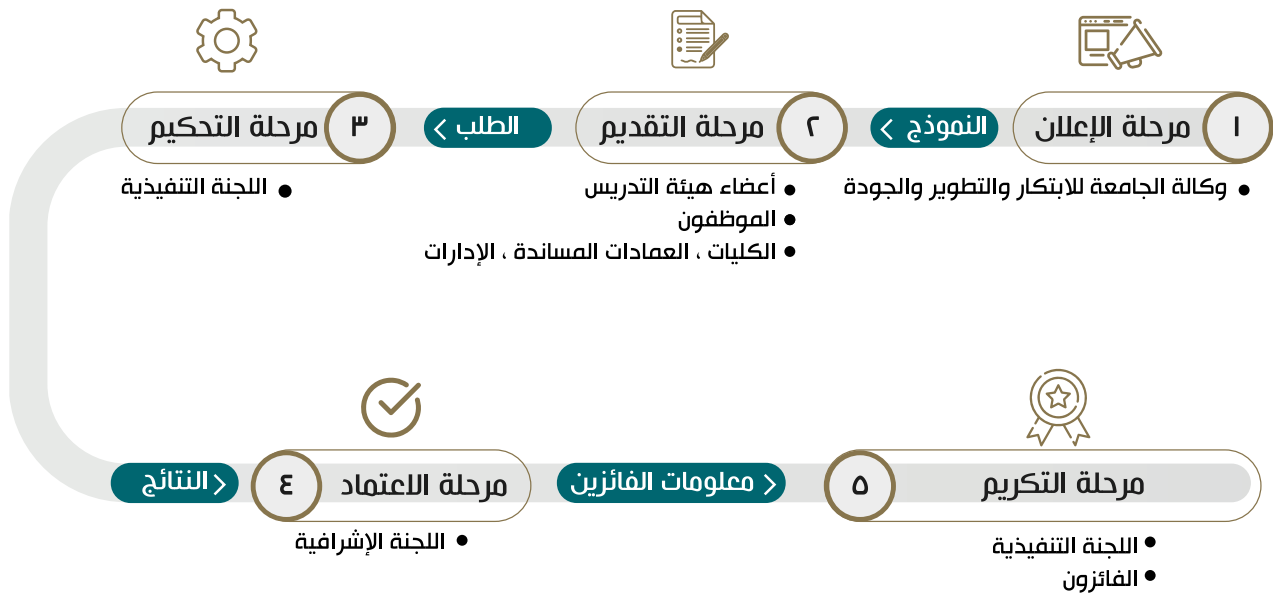 ١ مرحلة الإعلان
وكالة الجامعة للابتكار والتطوير والجودة
النموذج
٢ مرحلة التقديم
أعضاء هيئة التدريس
الموظفون
الكليات ، العمادات المساندة ، الإدارات
الطلب
٣ مرحلة التحكيم
اللجنة التنفيذية
النتائج
٤ مرحلة الاعتماد
اللجنة الإشرافية
معلومات الفائزين
٥ مرحلة التكريم
اللجنة التنفيذية
الفائزون